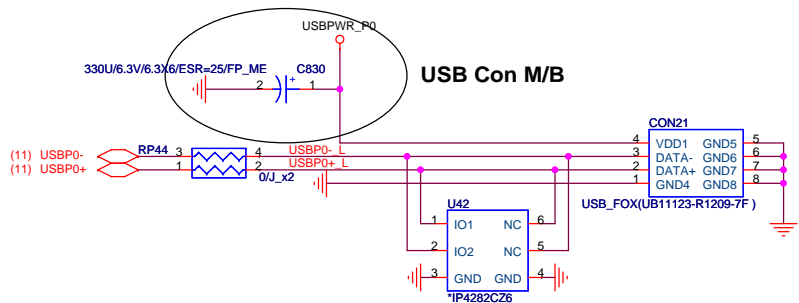 USBPWR_P0
330U/6.3V/6.3X6/ESR=25/FP_ME C830
2 + 1
USB Con M/B
CON21
4 VDD1 GND5 5
(11) USBP0- RP44 3 4 USBP0-_L 3 DATA- GND6 6
(11) USBP0+ 1 2 USBP0+_L 2 DATA+ GND7 7
0/J_x2 1 GND4 GND8 8
U42 USB_FOX(UB11123-R1209-7F )
1 IO1 NC 6
2 IO2 NC 5
3 GND GND 4
*IP4282CZ6